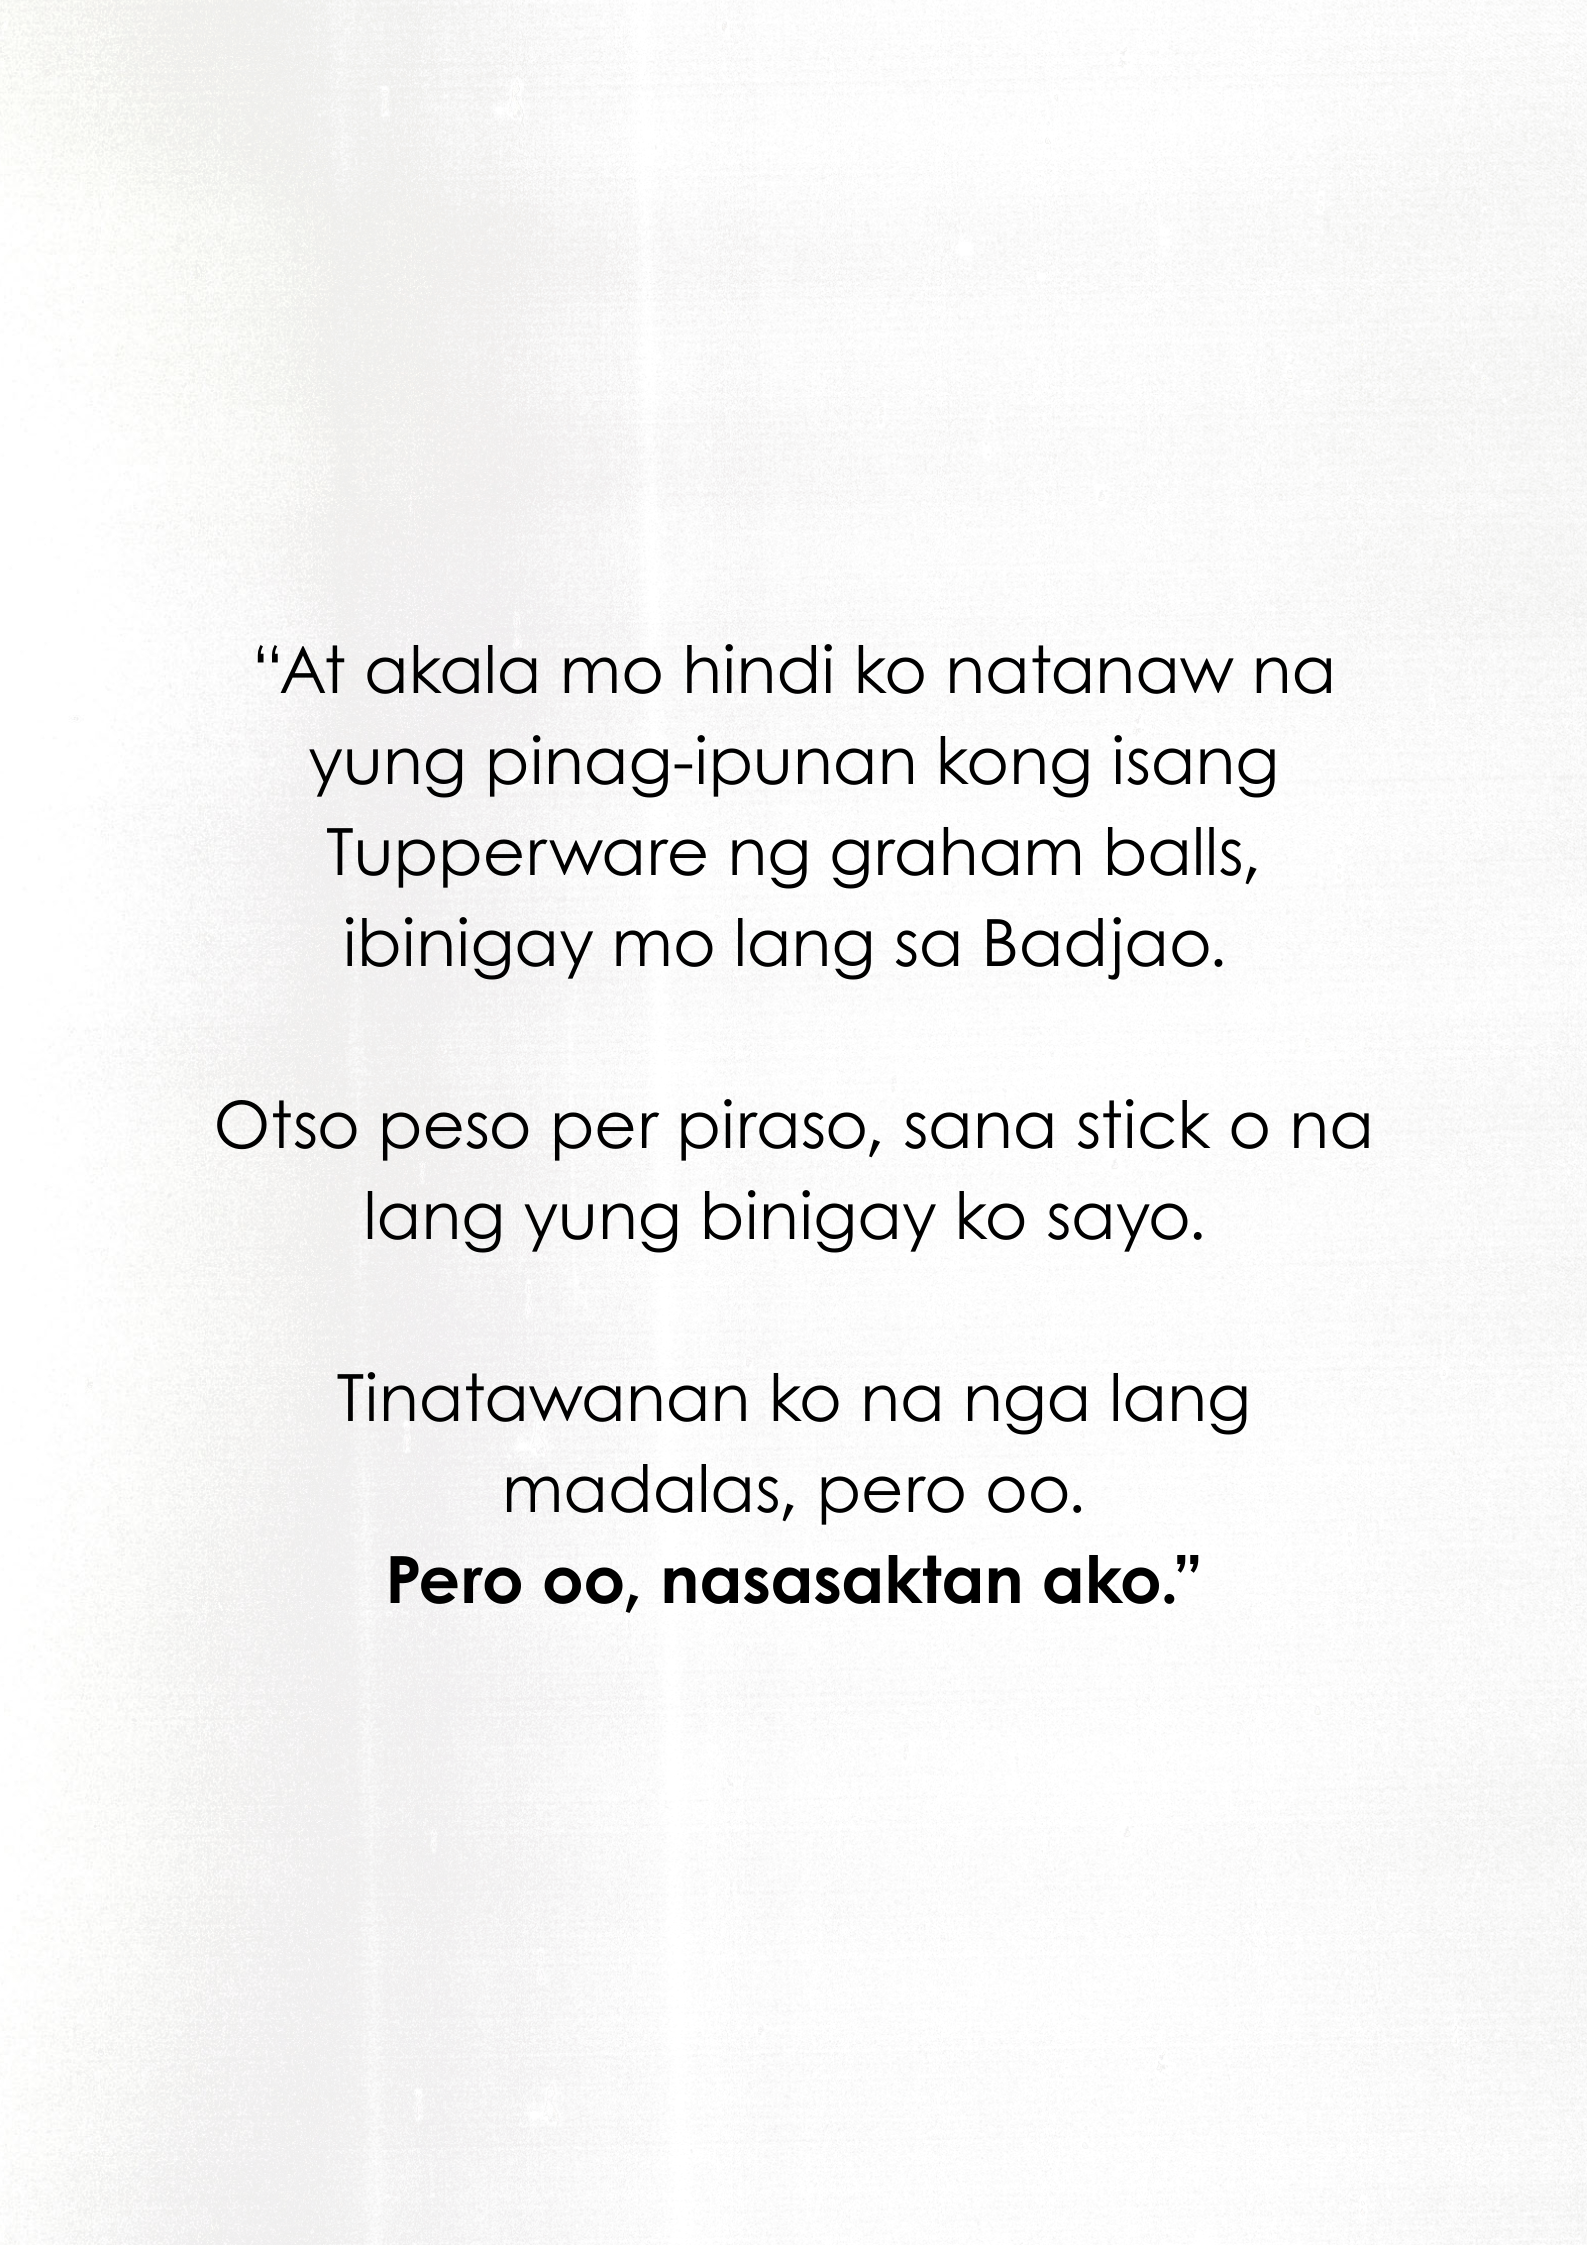 “At akala mo hindi ko natanaw na
yung pinag-ipunan kong isang
Tupperware ng graham balls,
ibinigay mo lang sa Badjao.
Otso peso per piraso, sana stick o na
lang yung binigay ko sayo.
Tinatawanan ko na nga lang
madalas, pero oo.
Pero oo, nasasaktan ako.”